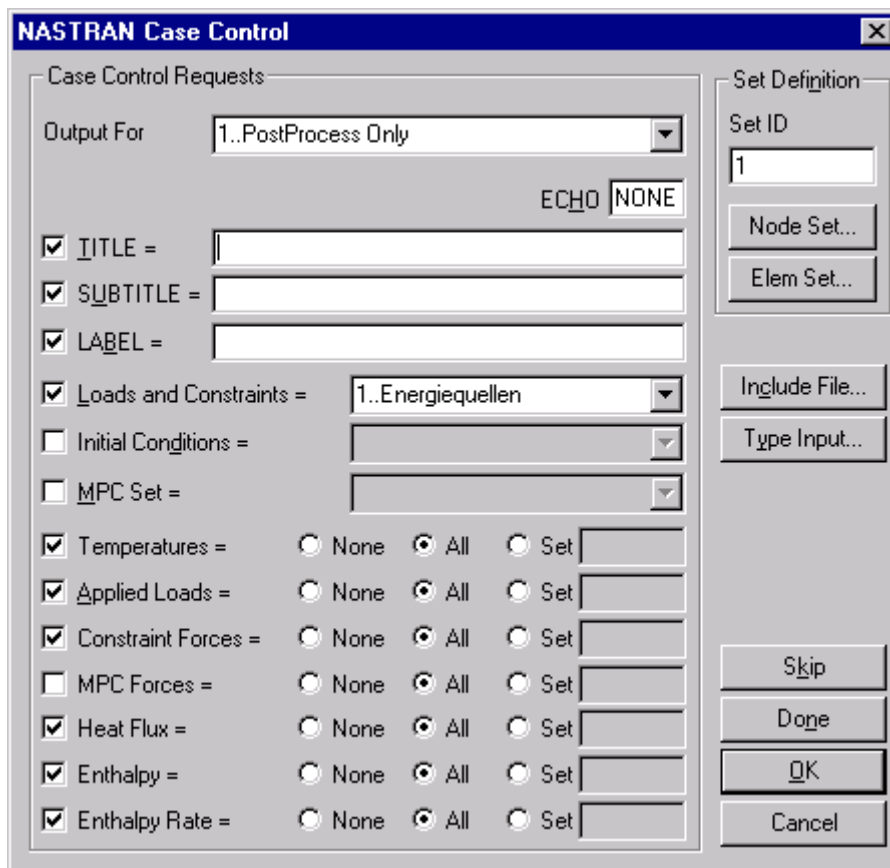 NASTRAN Case Control
Case Control Requests
Output For 1..PostProcess Only
ECHO NONE
TITLE =
SUBTITLE =
LABEL =
Loads and Constraints = 1..Energiequellen
Initial Conditions =
MPC Set =
Temperatures = None All Set
Applied Loads = None All Set
Constraint Forces = None All Set
MPC Forces = None All Set
Heat Flux = None All Set
Enthalpy = None All Set
Enthalpy Rate = None All Set
Set Definition
Set ID
1
Node Set...
Elem Set...
Include File...
Type Input...
Skip
Done
OK
Cancel